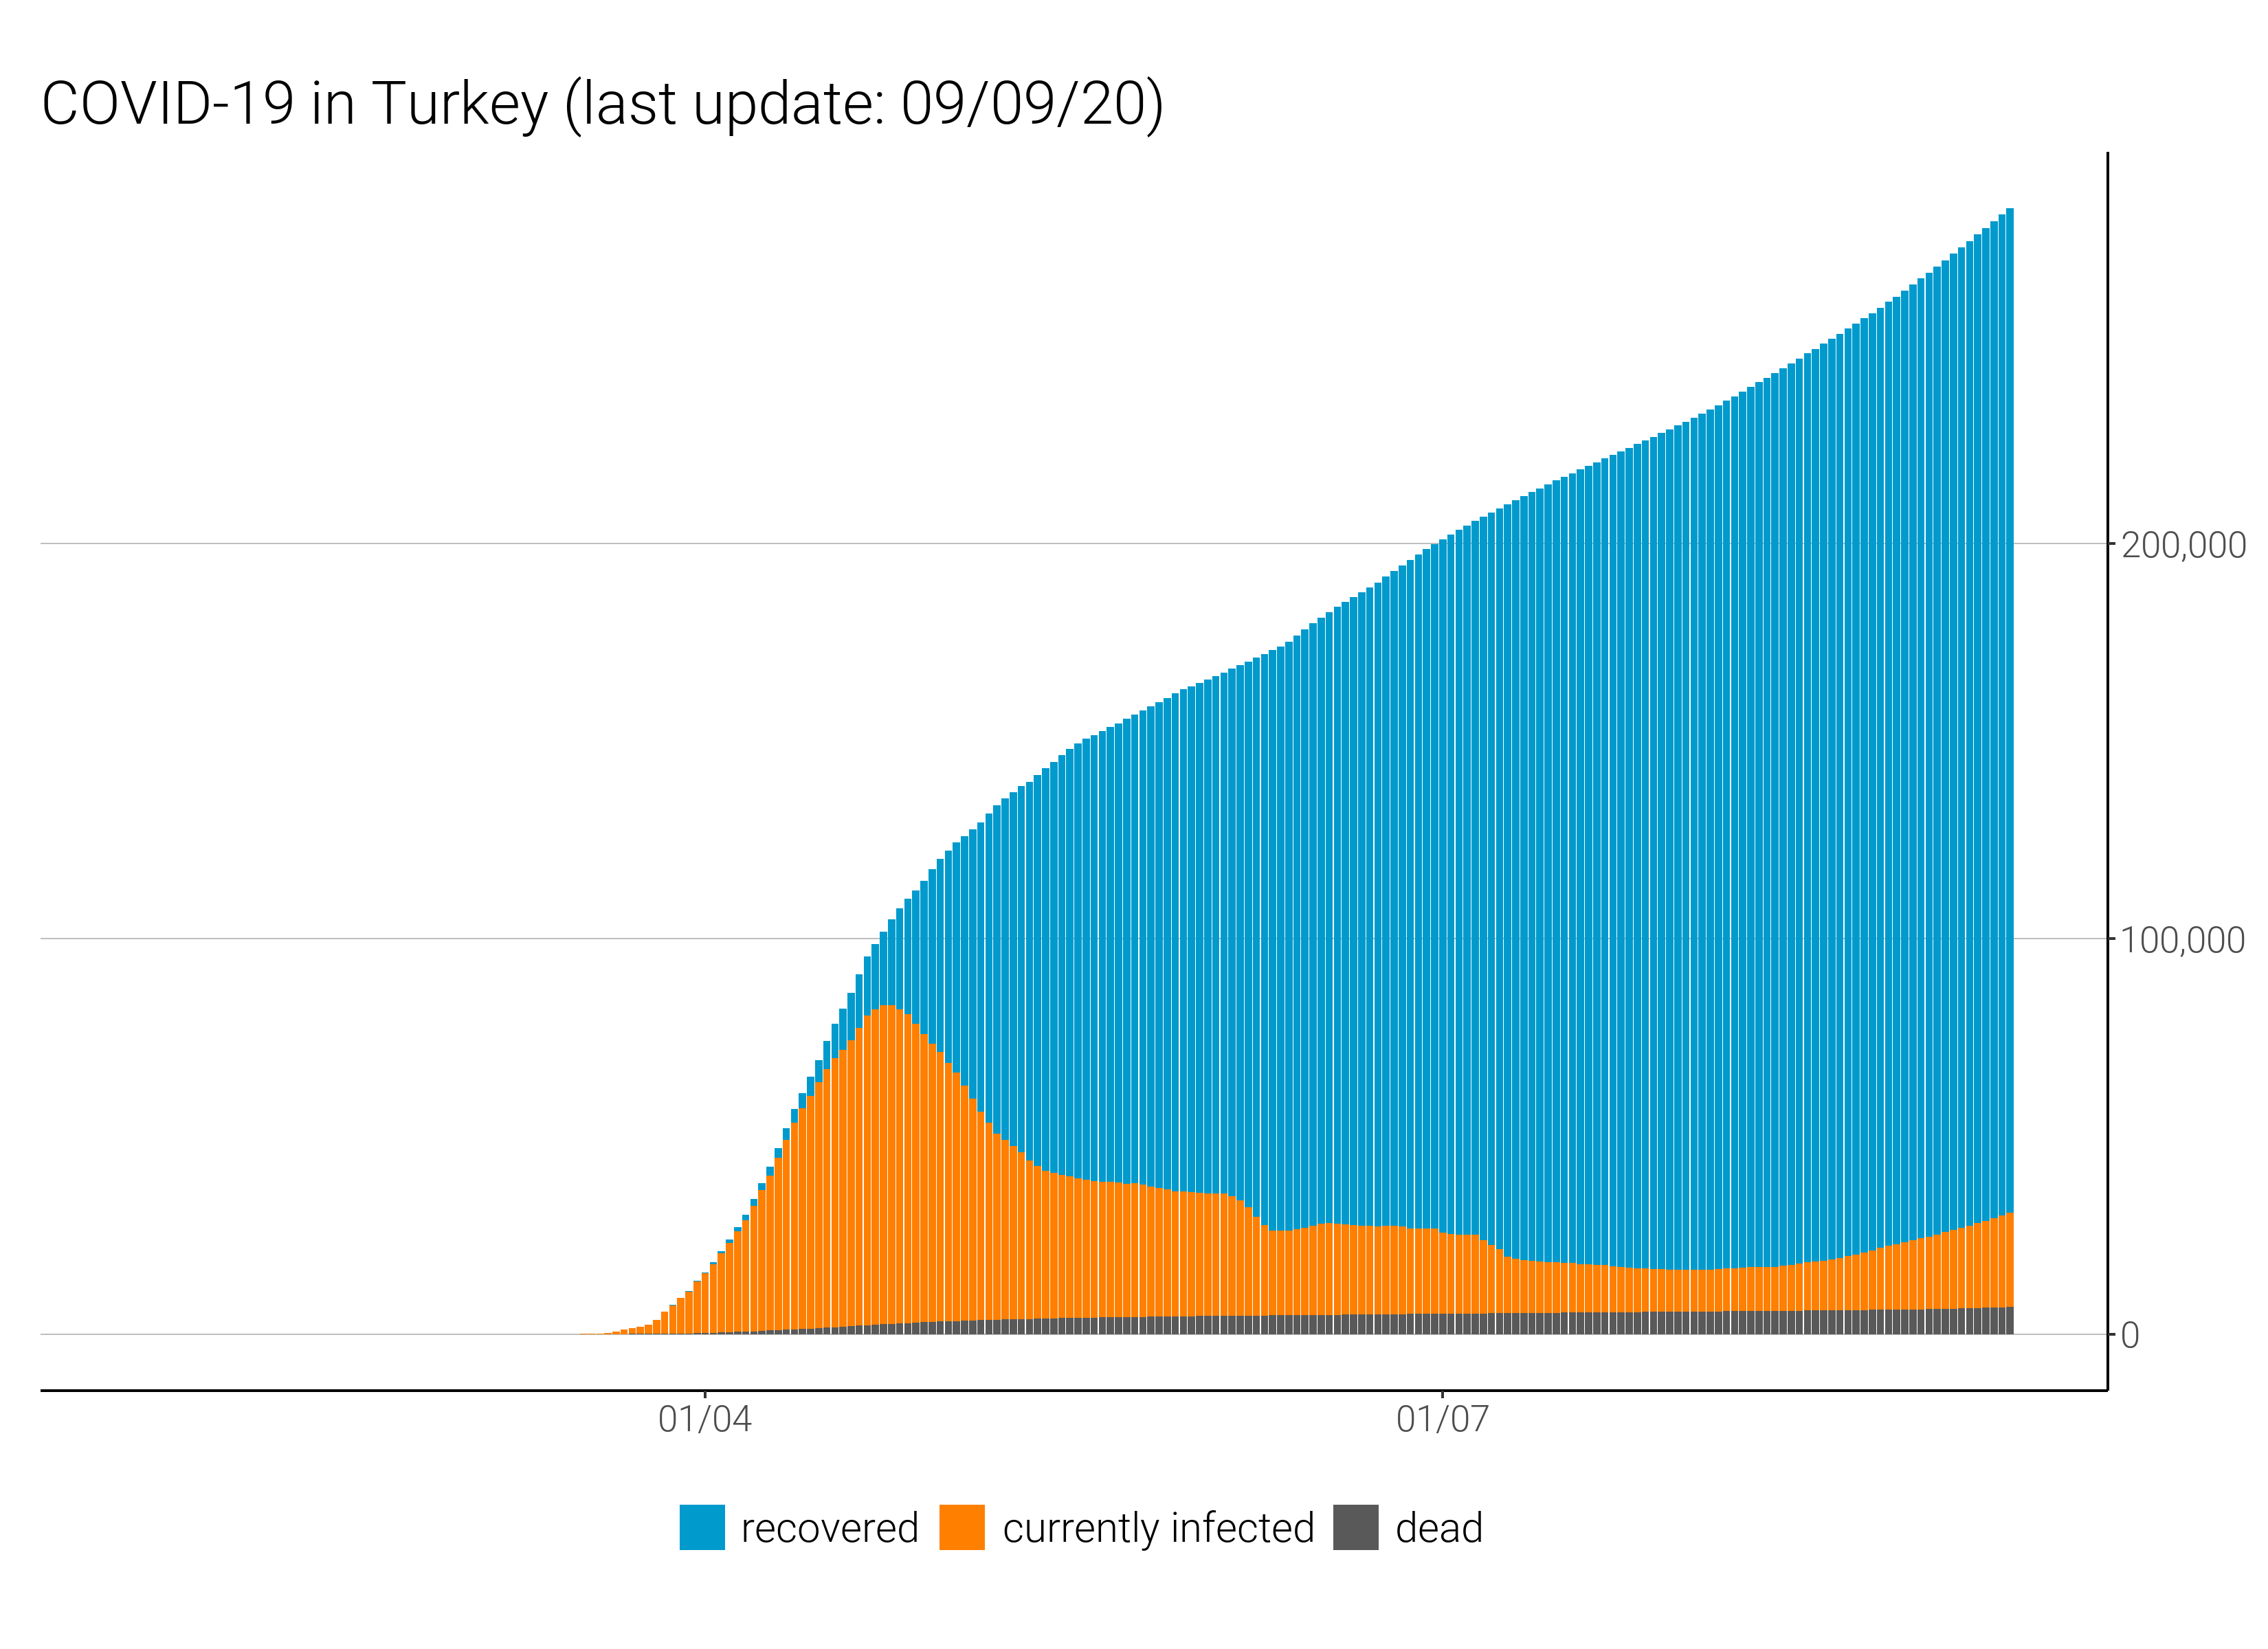 COVID-19 in Turkey (last update: 09/09/20)
200,000
100,000
0
01/04 01/07
recovered currently infected dead